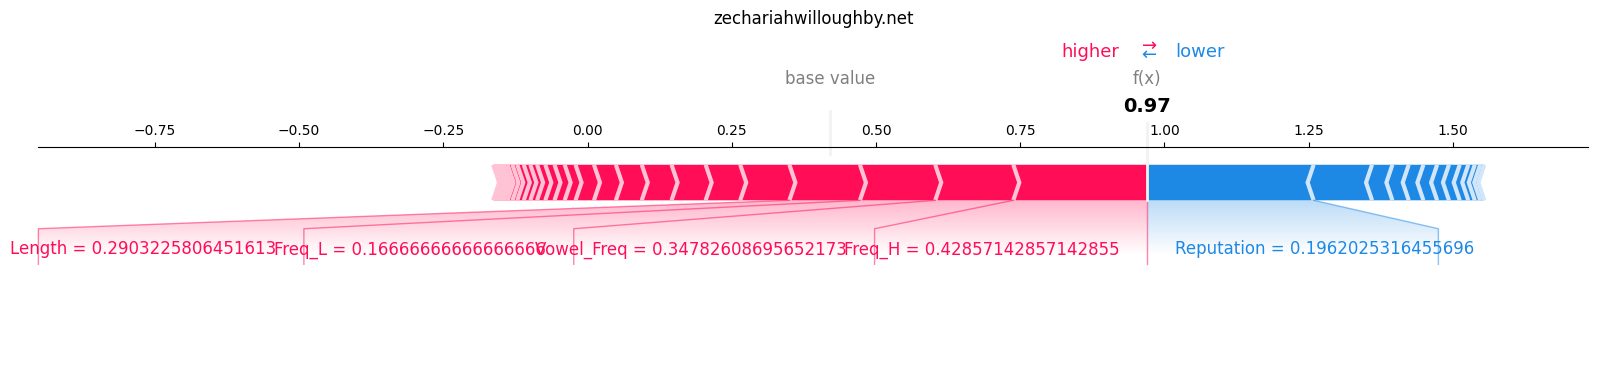 zechariahwilloughby.net
higher ⇄ lower
base value f(x)
0.97
−0.75 −0.50 −0.25 0.00 0.25 0.50 0.75 1.00 1.25 1.50
Length = 0.2903225806451613 Freq_L = 0.16666666666666666 Vowel_Freq = 0.34782608695652173 Freq_H = 0.42857142857142855 Reputation = 0.1962025316455696